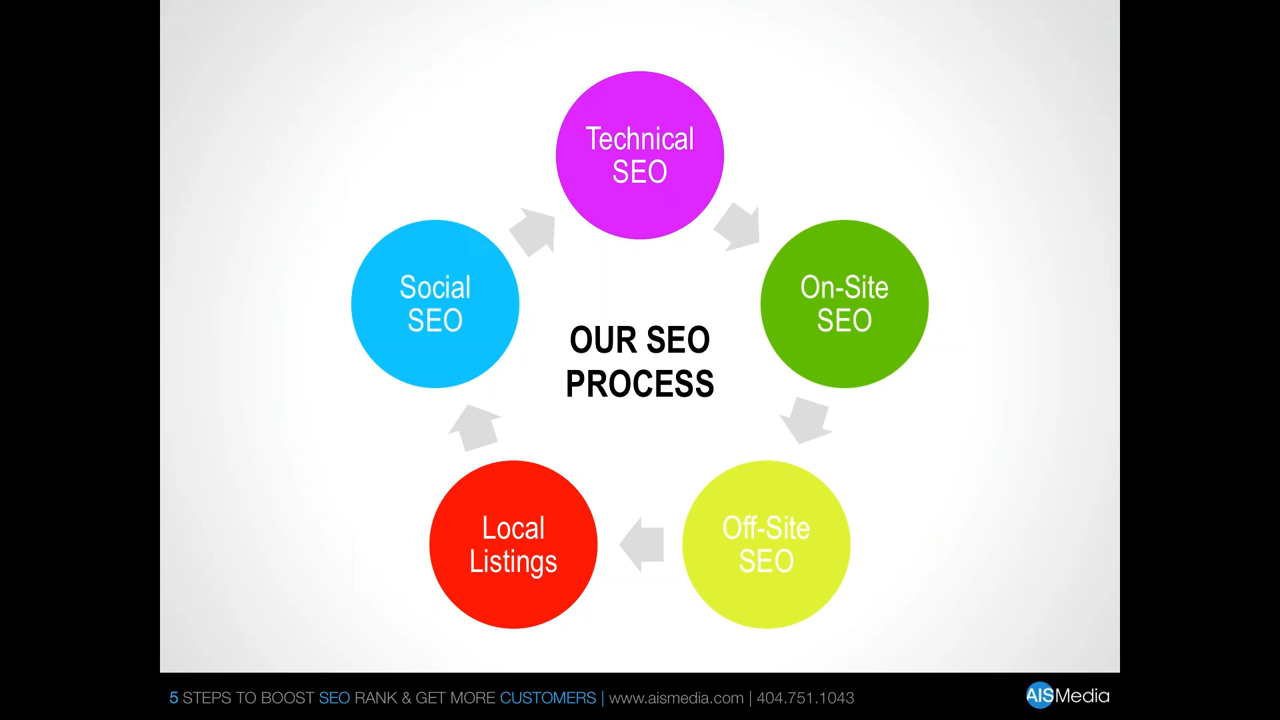 Technical
SEO
Social
SEO
On-Site
SEO
OUR SEO
PROCESS
Local
Listings
Off-Site
SEO
5 STEPS TO BOOST SEO RANK & GET MORE CUSTOMERS | www.aismedia.com | 404.751.1043
AISMedia